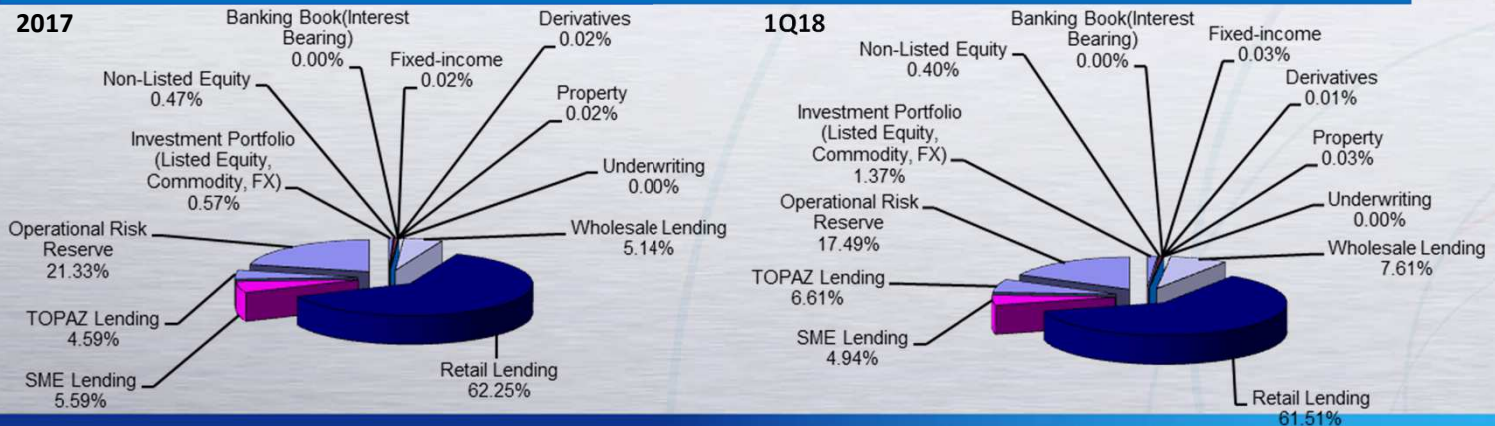 2017
Banking Book(Interest
Bearing)
0.00%
Derivatives
0.02%
Fixed-income
0.02%
Non-Listed Equity
0.47%
Property
0.02%
Investment Portfolio
(Listed Equity,
Commodity, FX)
0.57%
Underwriting
0.00%
Operational Risk
Reserve
21.33%
Wholesale Lending
5.14%
TOPAZ Lending
4.59%
SME Lending
5.59%
Retail Lending
62.25%
1Q18
Banking Book(Interest
Bearing)
0.00%
Fixed-income
0.03%
Non-Listed Equity
0.40%
Derivatives
0.01%
Investment Portfolio
(Listed Equity,
Commodity, FX)
1.37%
Property
0.03%
Operational Risk
Reserve
17.49%
Underwriting
0.00%
Wholesale Lending
7.61%
TOPAZ Lending
6.61%
SME Lending
4.94%
Retail Lending
61.51%